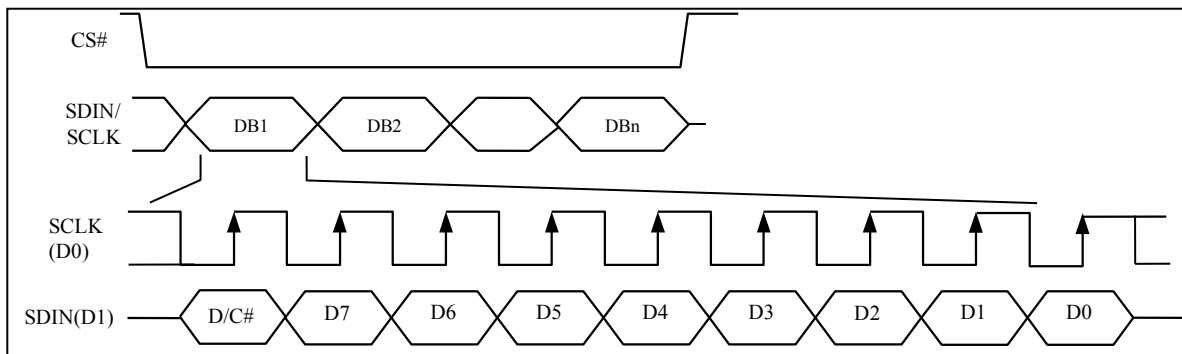 CS#
SDIN/
SCLK
DB1 DB2 DBn
SCLK
(D0)
SDIN(D1) D/C# D7 D6 D5 D4 D3 D2 D1 D0